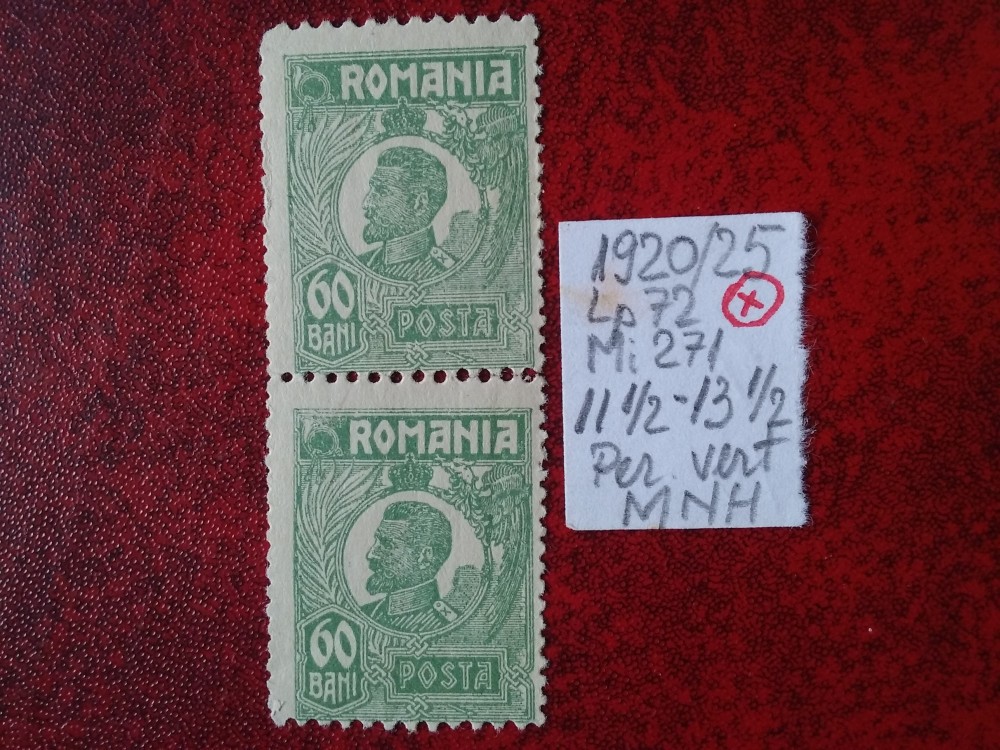 ROMANIA
60
BANI
POSTA
ROMANIA
60
BANI
POSTA
1920/25
Lp 72
Mi 271
11 1/2 - 13 1/2
Per. vert
MNH